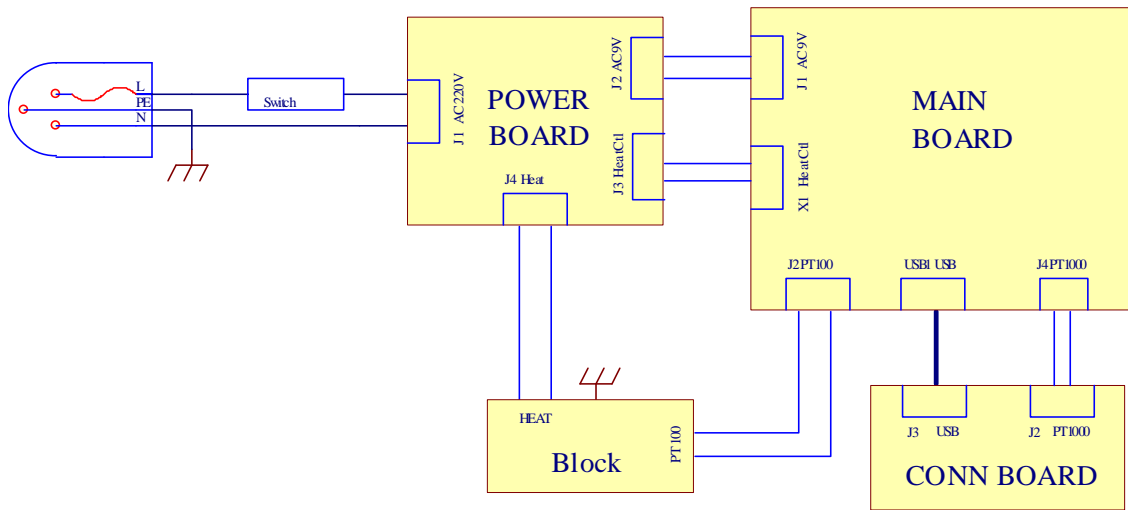 L
PE
N
Switch
J1 AC220V
POWER
BOARD
J2 AC9V
J3 HeatCtl
J4 Heat
J1 AC9V
X1 HeatCtl
MAIN
BOARD
J2 PT100
USB1 USB
J4 PT1000
HEAT
PT100
Block
J3 USB
J2 PT1000
CONN BOARD